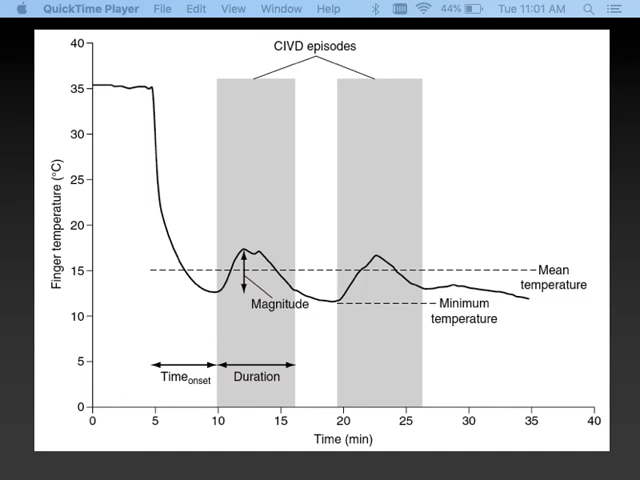 QuickTime Player File Edit View Window Help 44% Tue 11:01 AM
CIVD episodes
40
35
30
25
20
15
10
5
0
Finger temperature (°C)
Mean
temperature
Magnitude
Minimum
temperature
Timeonset
Duration
0 5 10 15 20 25 30 35 40
Time (min)